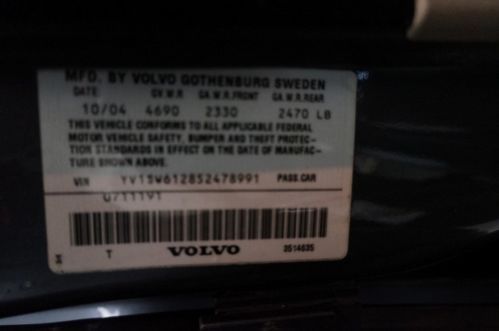 MFD. BY VOLVO GOTHENBURG SWEDEN
DATE: GV.W.R GA.W.R.FRONT GA.W.R.REAR
10/04 4690 2330 2470 LB
THIS VEHICLE CONFORMS TO ALL APPLICABLE FEDERAL
MOTOR VEHICLE SAFETY, BUMPER AND THEFT PROTEC-
TION STANDARDS IN EFFECT ON THE DATE OF MANUFAC-
TURE SHOWN ABOVE.
YV1SW612852478991 PASS.CAR
0711191
T VOLVO 3514635